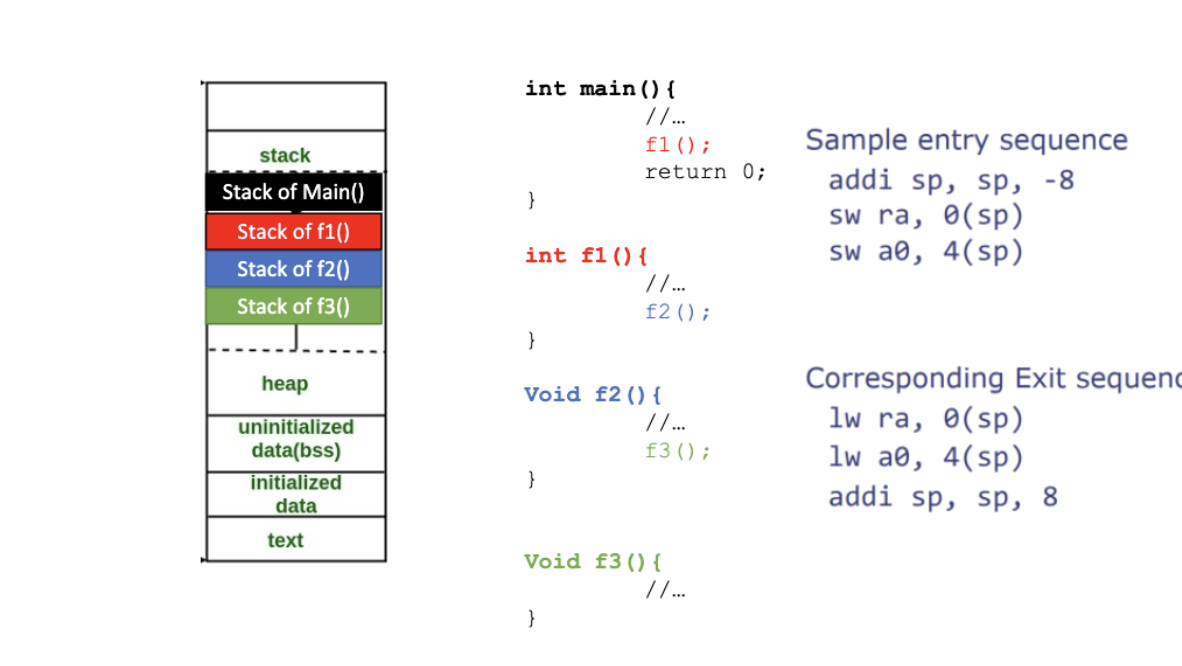 stack
Stack of Main()
Stack of f1()
Stack of f2()
Stack of f3()
heap
uninitialized
data(bss)
initialized
data
text
int main(){
//…
f1();
return 0;
}
int f1(){
//…
f2();
}
Void f2(){
//…
f3();
}
Void f3(){
//…
}
Sample entry sequence
addi sp, sp, -8
sw ra, 0(sp)
sw a0, 4(sp)
Corresponding Exit sequenc
lw ra, 0(sp)
lw a0, 4(sp)
addi sp, sp, 8